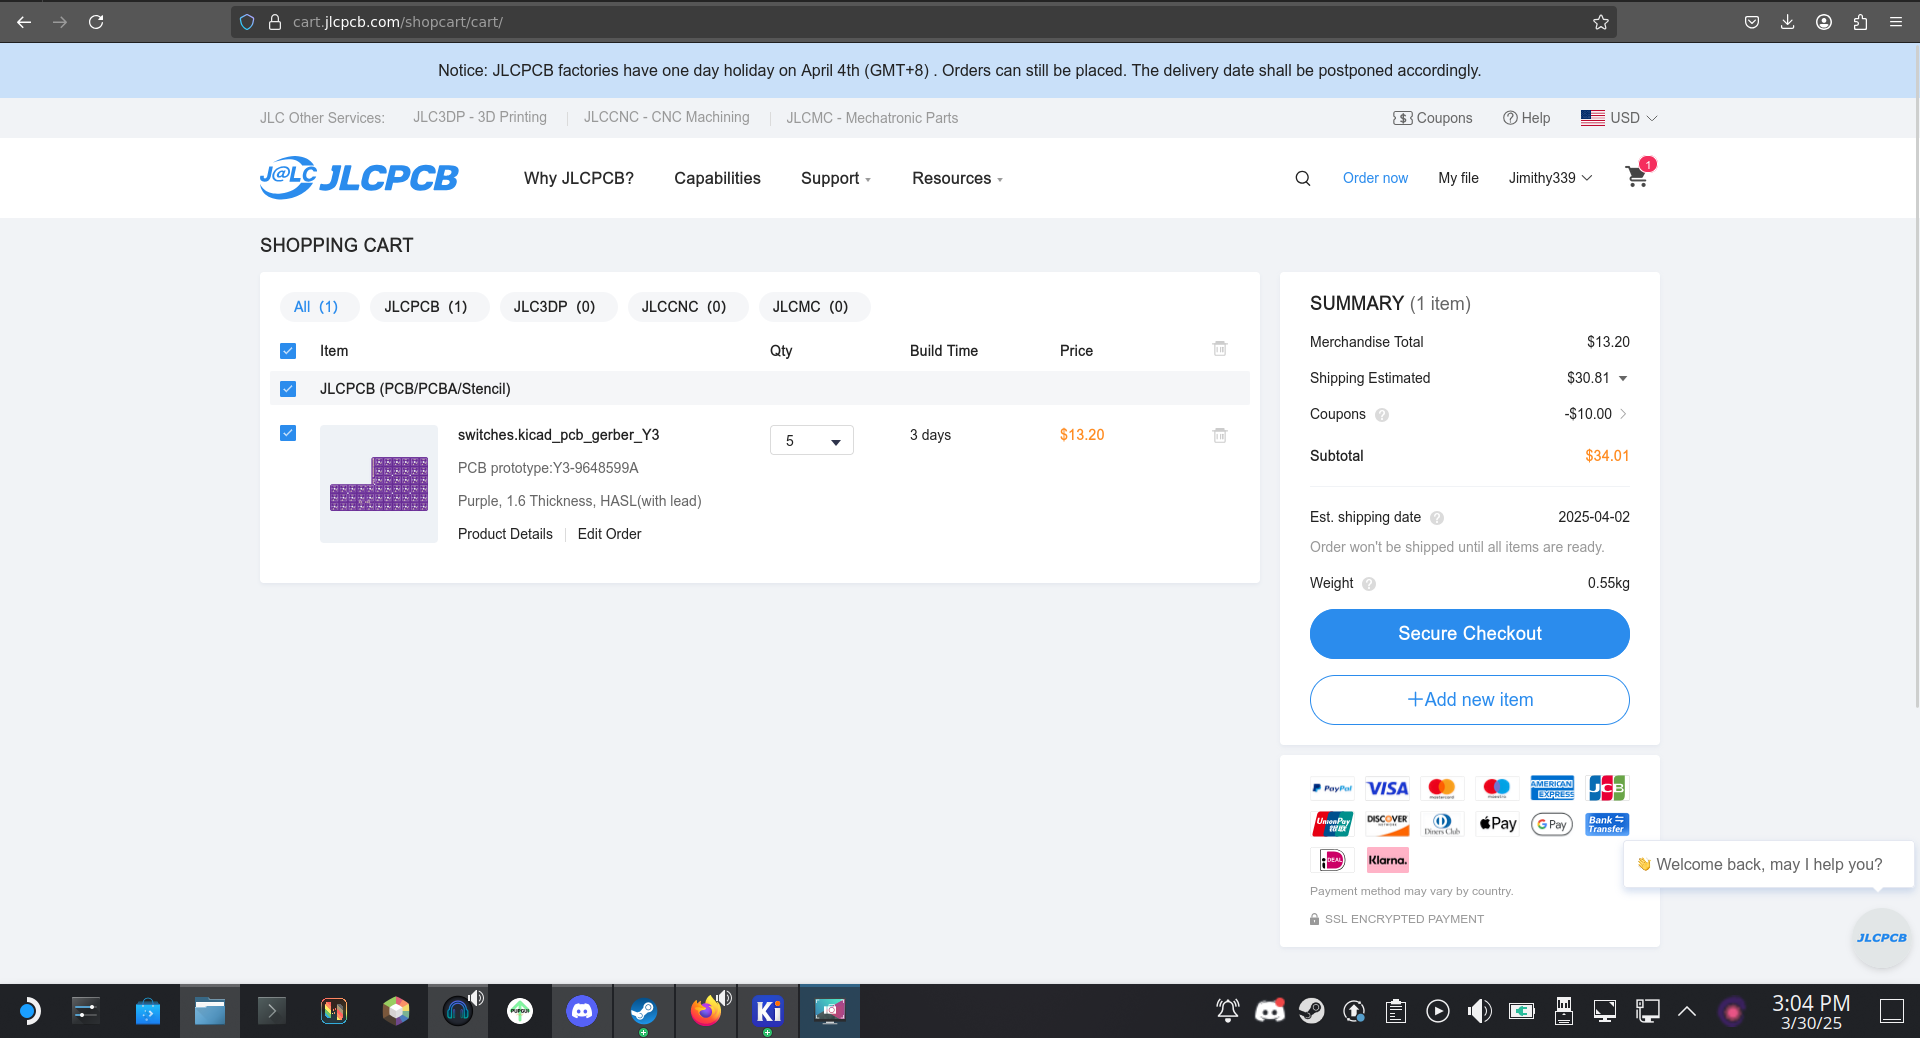 cart.jlcpcb.com/shopcart/cart/
Notice: JLCPCB factories have one day holiday on April 4th (GMT+8) . Orders can still be placed. The delivery date shall be postponed accordingly.
JLC Other Services: JLC3DP - 3D Printing JLCCNC - CNC Machining JLCMC - Mechatronic Parts Coupons Help USD
J@LC JLCPCB Why JLCPCB? Capabilities Support Resources Order now My file Jimithy339 1
SHOPPING CART
All (1) JLCPCB (1) JLC3DP (0) JLCCNC (0) JLCMC (0)
Item Qty Build Time Price
JLCPCB (PCB/PCBA/Stencil)
switches.kicad_pcb_gerber_Y3 5 3 days $13.20
PCB prototype:Y3-9648599A
Purple, 1.6 Thickness, HASL(with lead)
Product Details Edit Order
SUMMARY (1 item)
Merchandise Total $13.20
Shipping Estimated $30.81
Coupons -$10.00
Subtotal $34.01
Est. shipping date 2025-04-02
Order won't be shipped until all items are ready.
Weight 0.55kg
Secure Checkout
+Add new item
PayPal VISA mastercard maestro AMERICAN EXPRESS JCB
UnionPay 银联 DISCOVER NETWORK Diners Club Pay G Pay Bank Transfer
iDEAL Klarna.
Payment method may vary by country.
SSL ENCRYPTED PAYMENT
👋 Welcome back, may I help you?
JLCPCB
PUPGUI
Ki
3:04 PM
3/30/25